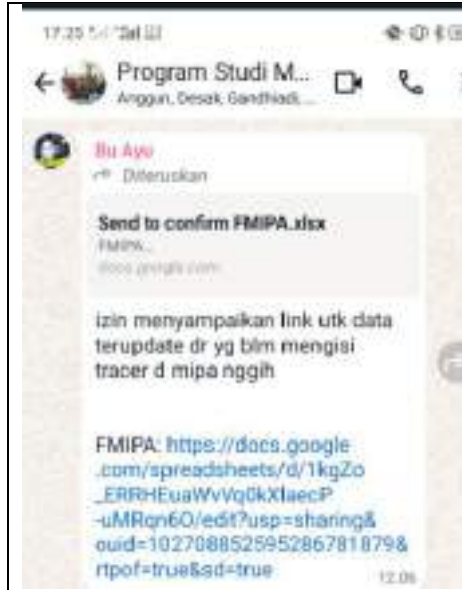 17:25
Program Studi M...
Anggun, Desak, Gandhiadi, ...
Bu Ayu
Diteruskan
Send to confirm FMIPA.xlsx
FMIPA...
docs.google.com
izin menyampaikan link utk data
terupdate dr yg blm mengisi
tracer d mipa nggih
FMIPA: https://docs.google
.com/spreadsheets/d/1kgZo
_ERRHEuaWvVq0kXlaecP
-uMRqn6O/edit?usp=sharing&
ouid=102708852595286781879&
rtpof=true&sd=true
12.06